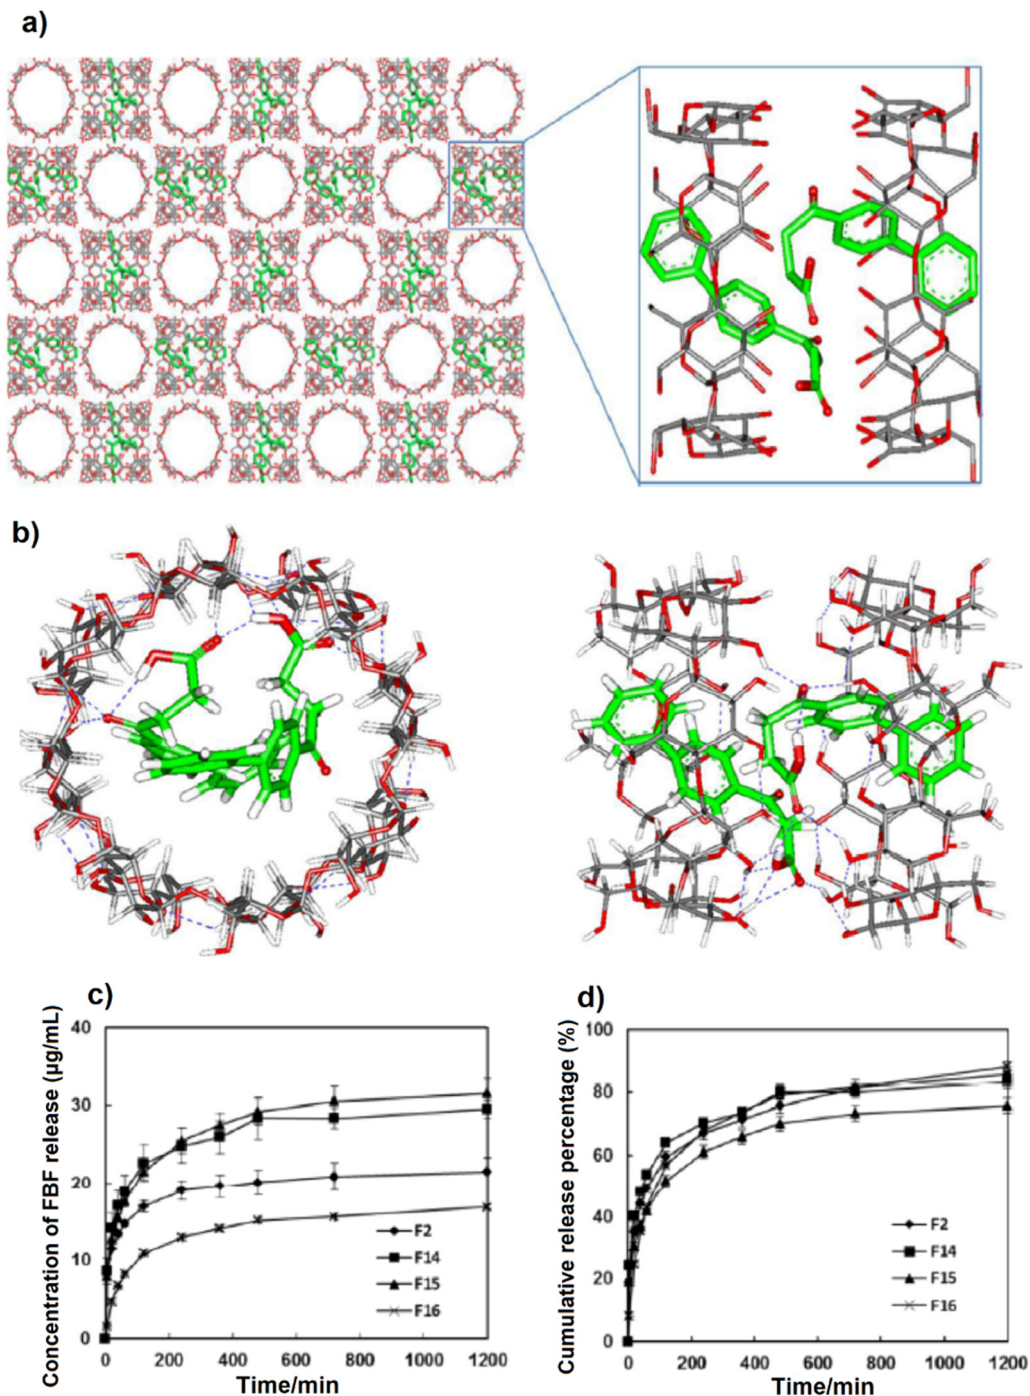 a)
b)
c)
Concentration of FBF release (µg/mL)
40
30
20
10
0
F2
F14
F15
F16
0 200 400 600 800 1000 1200
Time/min
d)
Cumulative release percentage (%)
100
80
60
40
20
0
F2
F14
F15
F16
0 200 400 600 800 1000 1200
Time/min